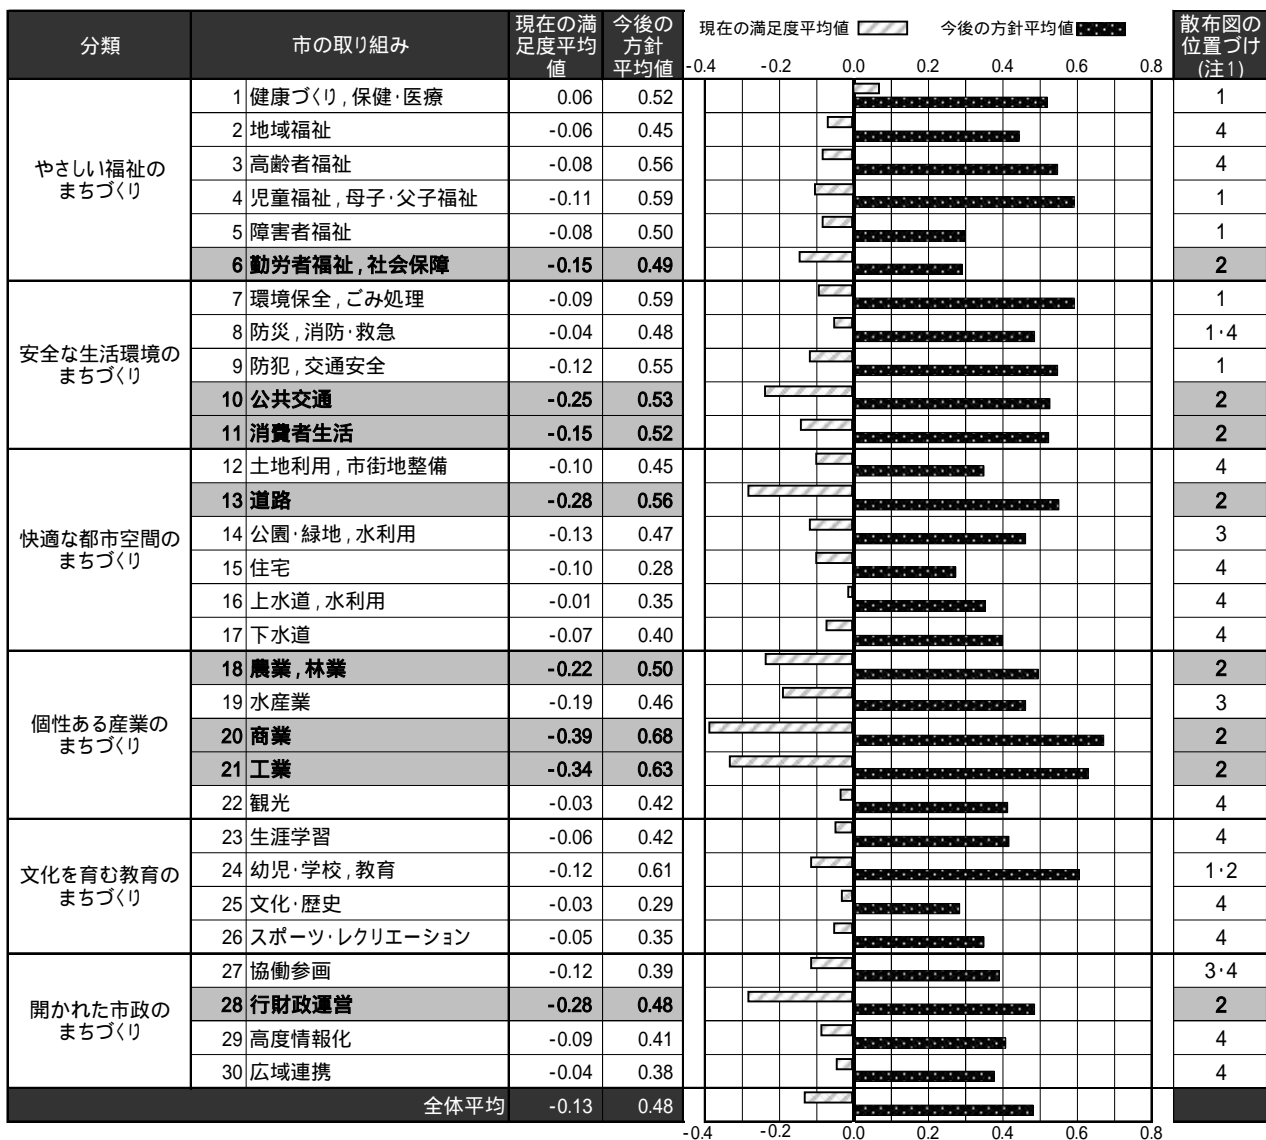 分類 市の取り組み 現在の満足度平均値 今後の方針平均値 現在の満足度平均値 今後の方針平均値 散布図の位置づけ(注1)
-0.4 -0.2 0.0 0.2 0.4 0.6 0.8
やさしい福祉の
まちづくり
1 健康づくり,保健・医療 0.06 0.52 1
2 地域福祉 -0.06 0.45 4
3 高齢者福祉 -0.08 0.56 4
4 児童福祉,母子・父子福祉 -0.11 0.59 1
5 障害者福祉 -0.08 0.50 1
6 勤労者福祉,社会保障 -0.15 0.49 2
安全な生活環境の
まちづくり
7 環境保全,ごみ処理 -0.09 0.59 1
8 防災,消防・救急 -0.04 0.48 1・4
9 防犯,交通安全 -0.12 0.55 1
10 公共交通 -0.25 0.53 2
11 消費者生活 -0.15 0.52 2
快適な都市空間の
まちづくり
12 土地利用,市街地整備 -0.10 0.45 4
13 道路 -0.28 0.56 2
14 公園・緑地,水利用 -0.13 0.47 3
15 住宅 -0.10 0.28 4
16 上水道,水利用 -0.01 0.35 4
17 下水道 -0.07 0.40 4
個性ある産業の
まちづくり
18 農業,林業 -0.22 0.50 2
19 水産業 -0.19 0.46 3
20 商業 -0.39 0.68 2
21 工業 -0.34 0.63 2
22 観光 -0.03 0.42 4
文化を育む教育の
まちづくり
23 生涯学習 -0.06 0.42 4
24 幼児・学校,教育 -0.12 0.61 1・2
25 文化・歴史 -0.03 0.29 4
26 スポーツ・レクリエーション -0.05 0.35 4
開かれた市政の
まちづくり
27 協働参画 -0.12 0.39 3・4
28 行財政運営 -0.28 0.48 2
29 高度情報化 -0.09 0.41 4
30 広域連携 -0.04 0.38 4
全体平均 -0.13 0.48
-0.4 -0.2 0.0 0.2 0.4 0.6 0.8